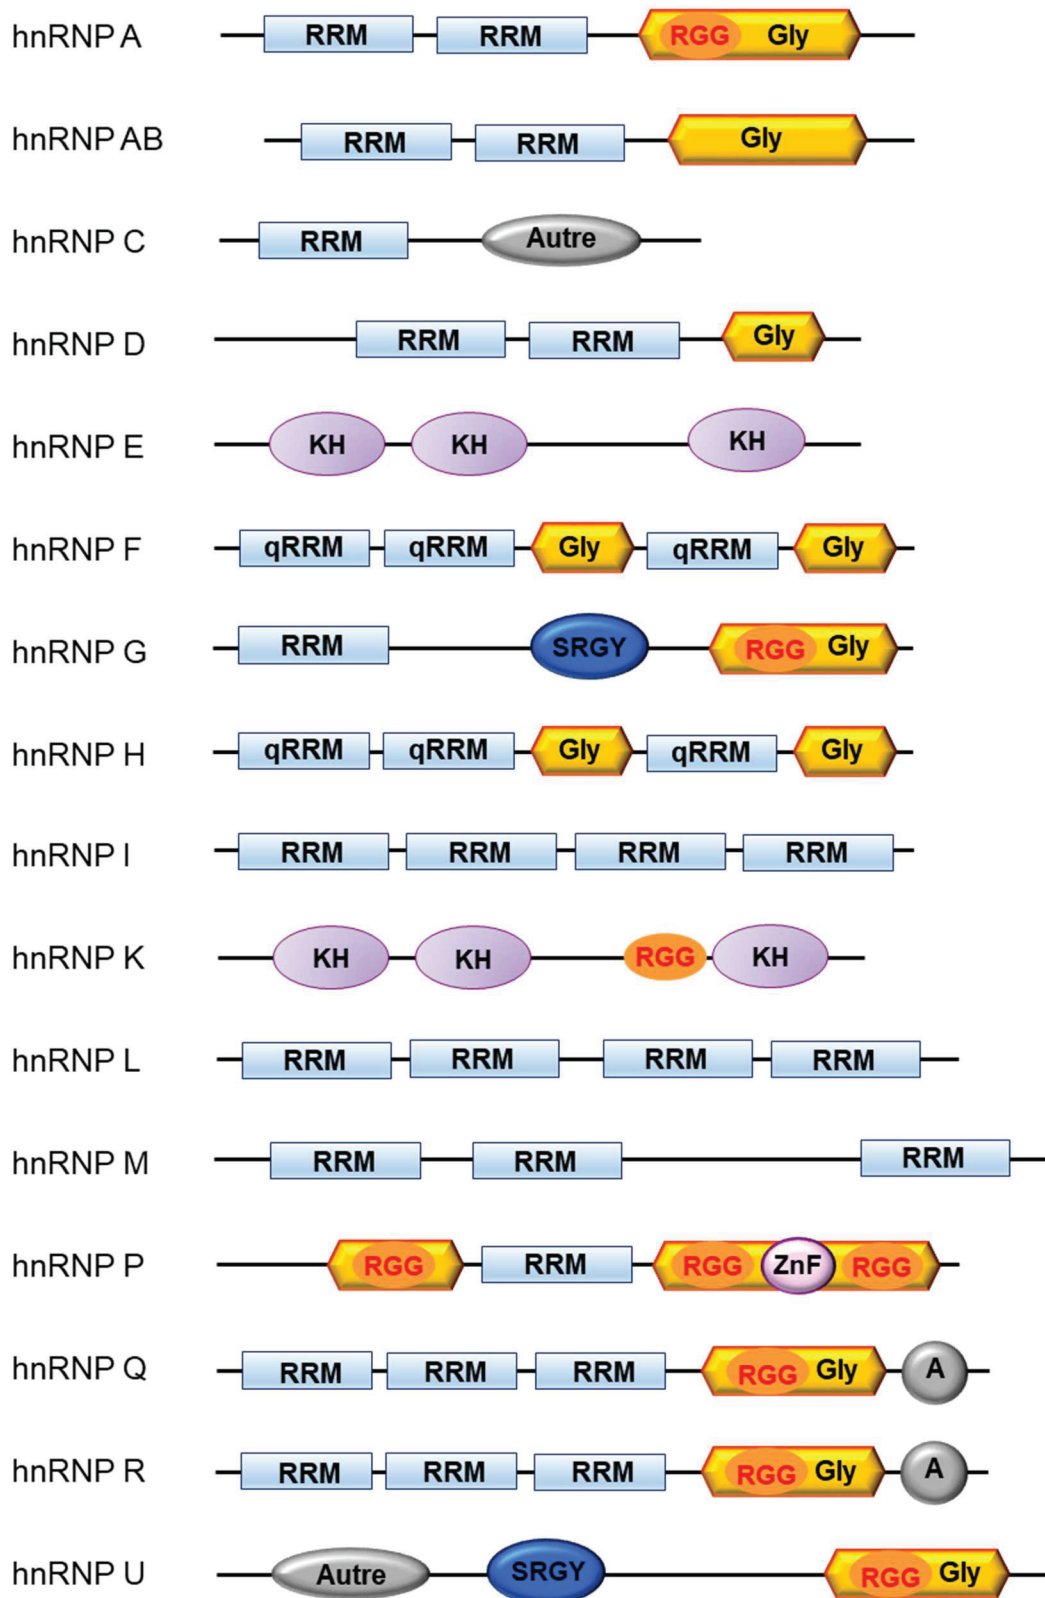 hnRNP A RRM RRM RGG Gly
hnRNP AB RRM RRM Gly
hnRNP C RRM Autre
hnRNP D RRM RRM Gly
hnRNP E KH KH KH
hnRNP F qRRM qRRM Gly qRRM Gly
hnRNP G RRM SRGY RGG Gly
hnRNP H qRRM qRRM Gly qRRM Gly
hnRNP I RRM RRM RRM RRM
hnRNP K KH KH RGG KH
hnRNP L RRM RRM RRM RRM
hnRNP M RRM RRM RRM
hnRNP P RGG RRM RGG ZnF RGG
hnRNP Q RRM RRM RRM RGG Gly A
hnRNP R RRM RRM RRM RGG Gly A
hnRNP U Autre SRGY RGG Gly